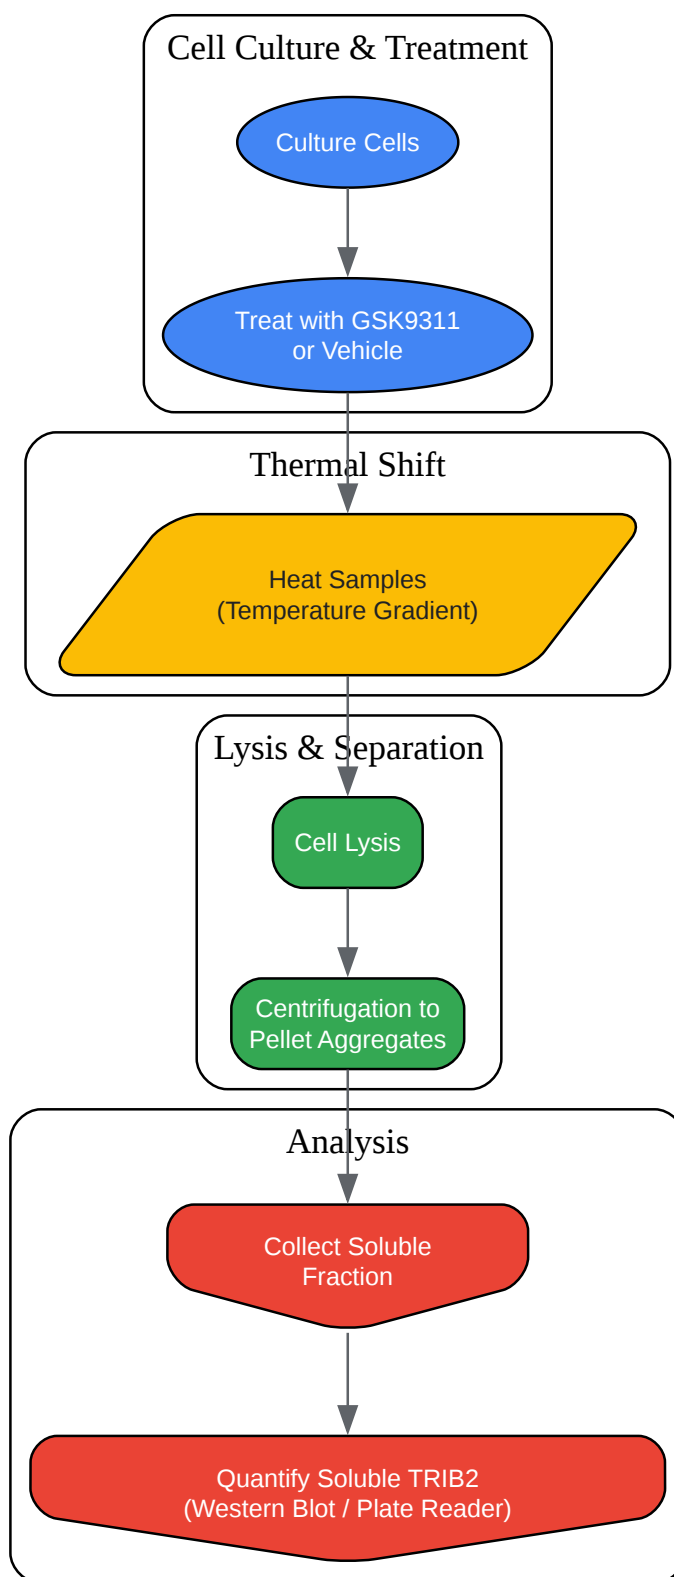 Cell Culture & Treatment
Culture Cells
Treat with GSK9311
or Vehicle
Thermal Shift
Heat Samples
(Temperature Gradient)
Lysis & Separation
Cell Lysis
Centrifugation to
Pellet Aggregates
Analysis
Collect Soluble
Fraction
Quantify Soluble TRIB2
(Western Blot / Plate Reader)